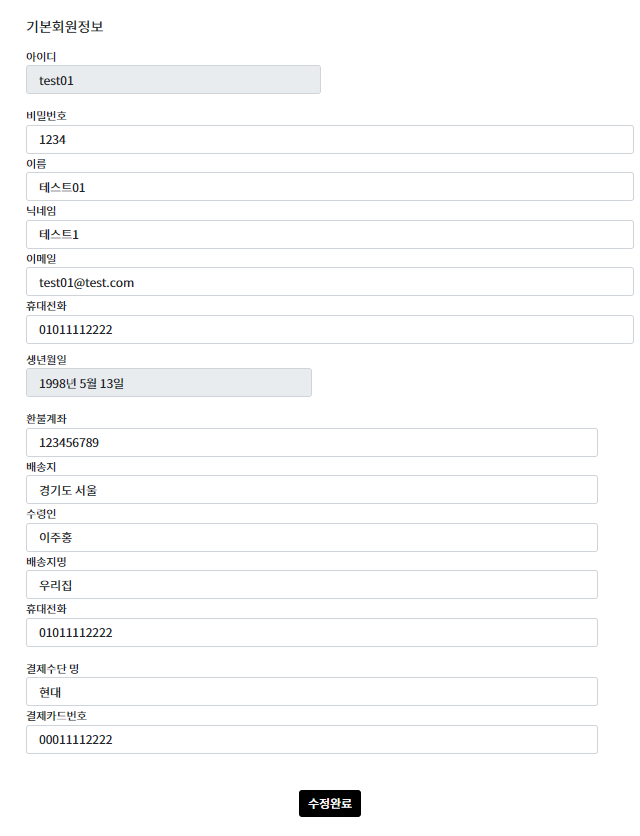 기본회원정보
아이디
test01
비밀번호
1234
이름
테스트01
닉네임
테스트1
이메일
test01@test.com
휴대전화
01011112222
생년월일
1998년 5월 13일
환불계좌
123456789
배송지
경기도 서울
수령인
이주홍
배송지명
우리집
휴대전화
01011112222
결제수단 명
현대
결제카드번호
00011112222
수정완료